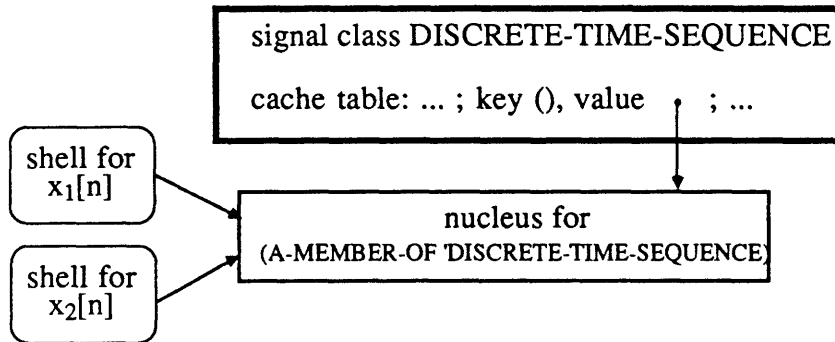 signal class DISCRETE-TIME-SEQUENCE
cache table: ... ; key (), value ; ...
shell for
x₁[n]
nucleus for
(A-MEMBER-OF 'DISCRETE-TIME-SEQUENCE)
shell for
x₂[n]